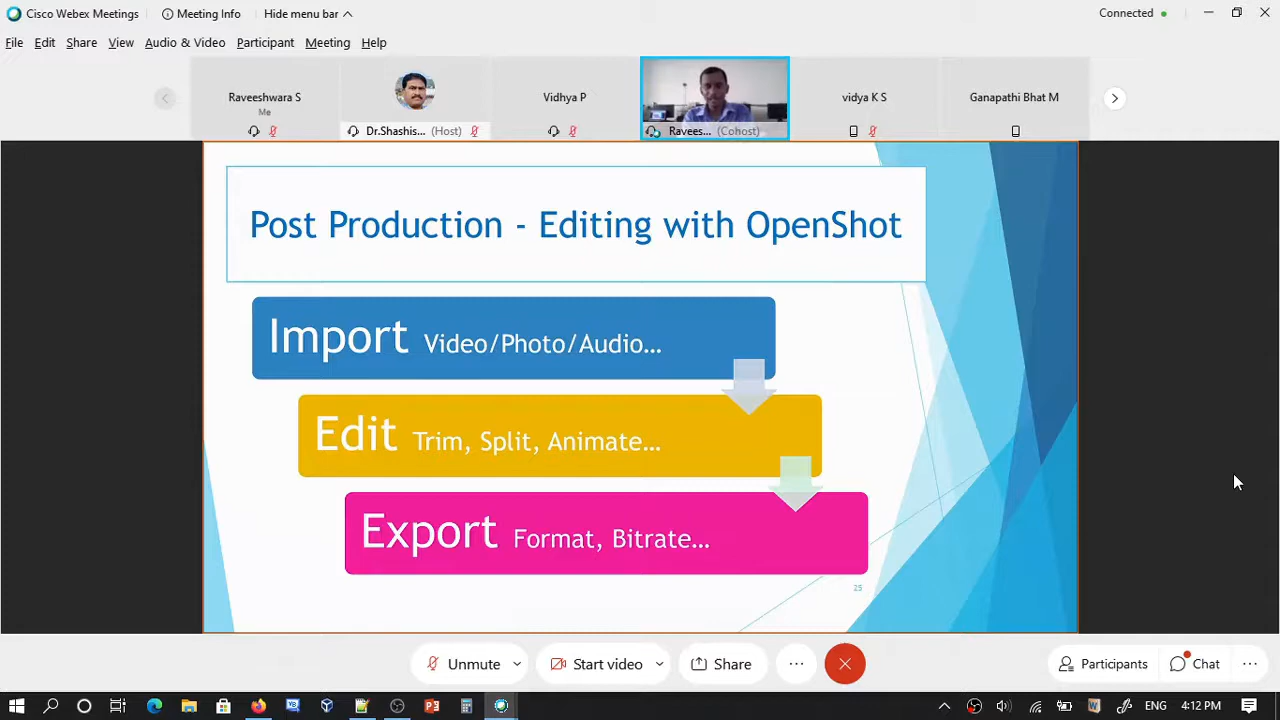 Cisco Webex Meetings
Meeting Info
Hide menu bar
Connected
File Edit Share View Audio & Video Participant Meeting Help
Raveeshwara S
Me
Dr.Shashis... (Host)
Vidhya P
Ravees... (Cohost)
vidya K S
Ganapathi Bhat M
Post Production - Editing with OpenShot
Import Video/Photo/Audio...
Edit Trim, Split, Animate...
Export Format, Bitrate...
25
Unmute
Start video
Share
Participants
Chat
ENG
4:12 PM